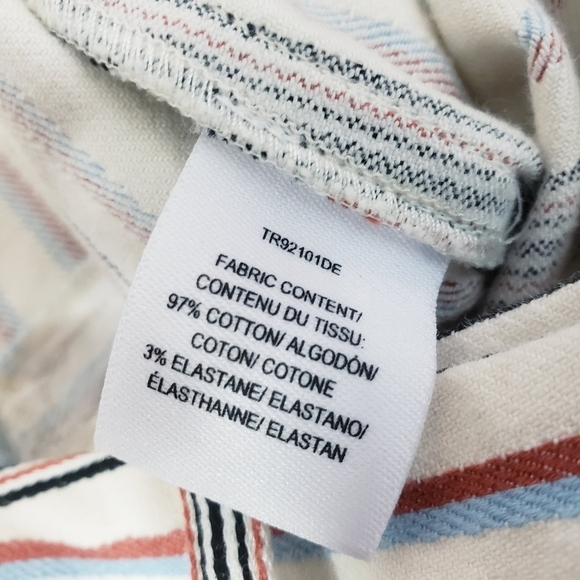 TR92101DE
FABRIC CONTENT/
CONTENU DU TISSU:
97% COTTON/ ALGODÓN/
COTON/ COTONE
3% ELASTANE/ ELASTANO/
ÉLASTHANNE/ ELASTAN